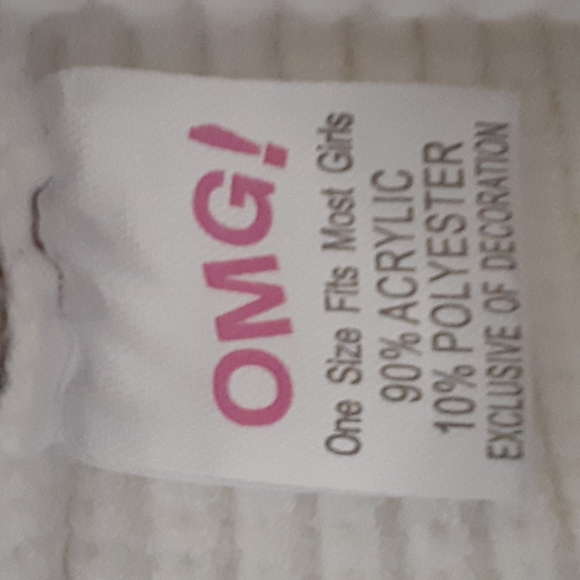 OMG!
One Size Fits Most Girls
90% ACRYLIC
10% POLYESTER
EXCLUSIVE OF DECORATION